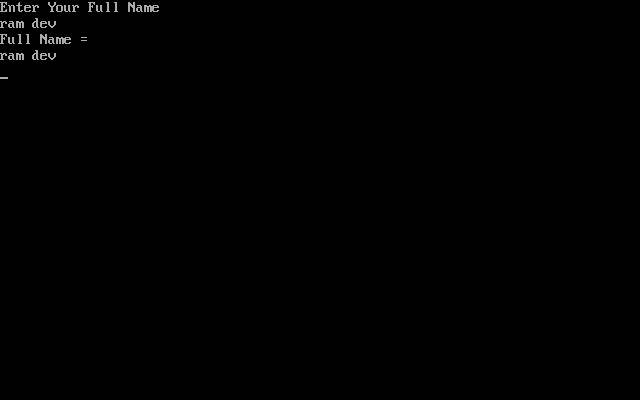 Enter Your Full Name
ram dev
Full Name =
ram dev